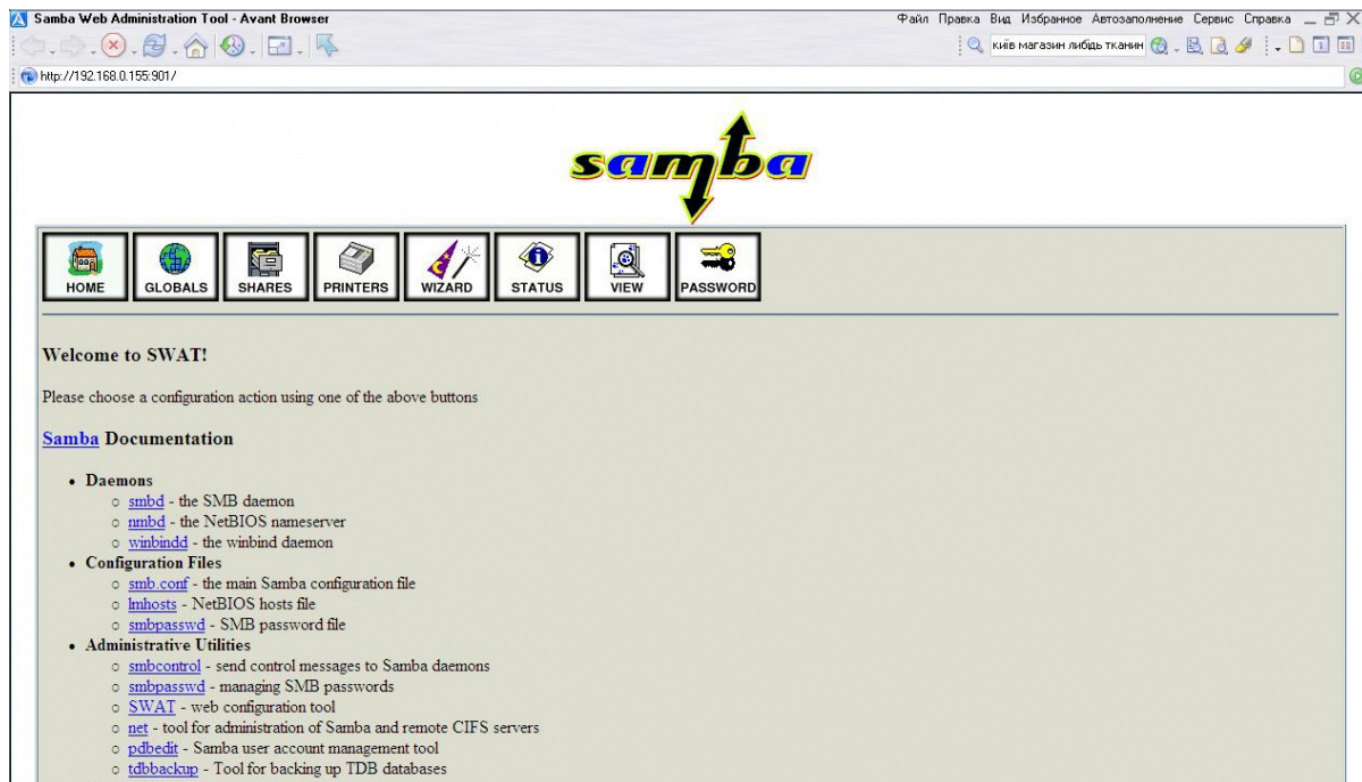 Samba Web Administration Tool - Avant Browser
Файл Правка Вид Избранное Автозаполнение Сервис Справка
київ магазин либідь тканин
http://192.168.0.155:901/
samba
HOME GLOBALS SHARES PRINTERS WIZARD STATUS VIEW PASSWORD
Welcome to SWAT!
Please choose a configuration action using one of the above buttons
Samba Documentation
• Daemons
○ smbd - the SMB daemon
○ nmbd - the NetBIOS nameserver
○ winbindd - the winbind daemon
• Configuration Files
○ smb.conf - the main Samba configuration file
○ lmhosts - NetBIOS hosts file
○ smbpasswd - SMB password file
• Administrative Utilities
○ smbcontrol - send control messages to Samba daemons
○ smbpasswd - managing SMB passwords
○ SWAT - web configuration tool
○ net - tool for administration of Samba and remote CIFS servers
○ pdbedit - Samba user account management tool
○ tdbbackup - Tool for backing up TDB databases